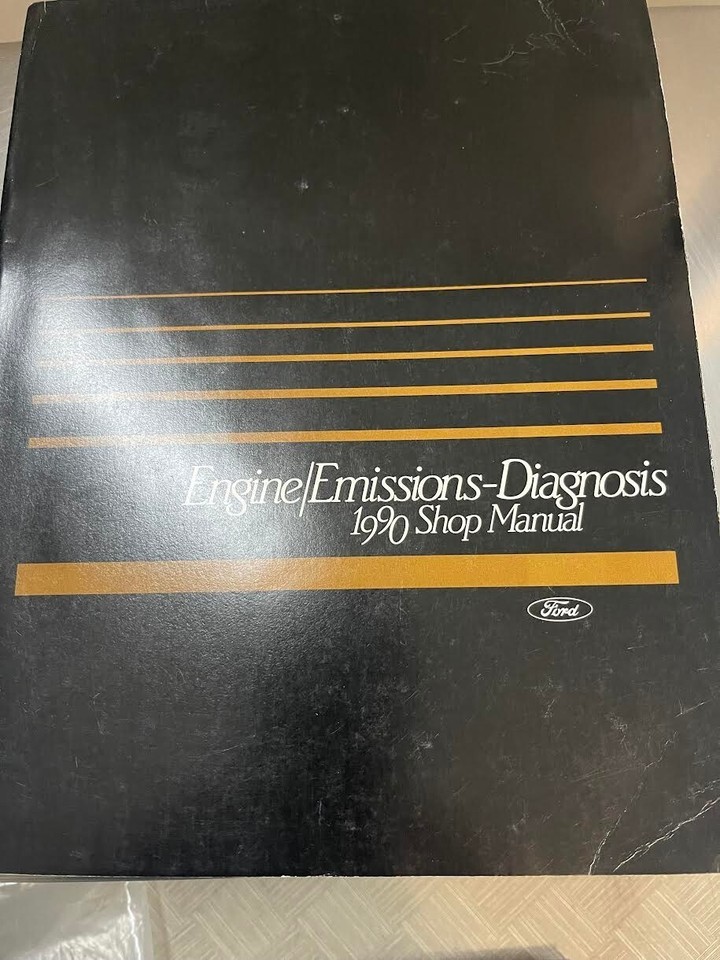 Engine/Emissions-Diagnosis
1990 Shop Manual
Ford